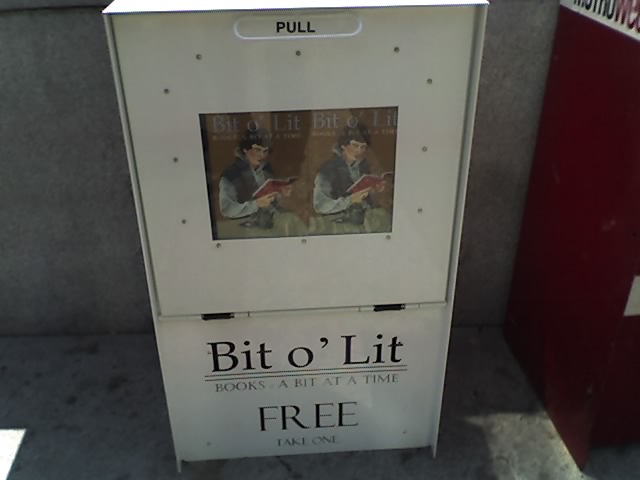 PULL
Bit o' Lit Bit o' Lit
BOOKS - A BIT AT A TIME BOOKS - A BIT AT A TIME
Bit o' Lit
BOOKS - A BIT AT A TIME
FREE
TAKE ONE